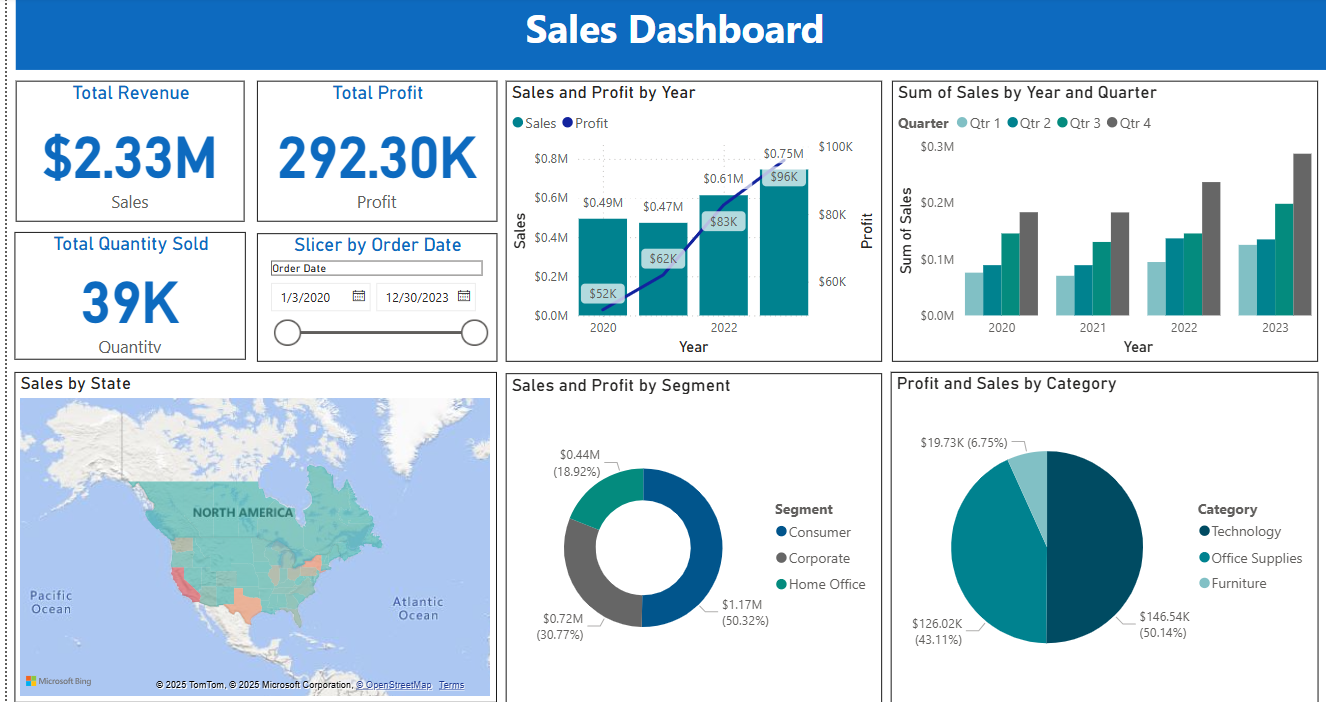 Sales Dashboard
Total Revenue
$2.33M
Sales
Total Profit
292.30K
Profit
Total Quantity Sold
39K
Quantity
Slicer by Order Date
Order Date
1/3/2020
12/30/2023
Sales and Profit by Year
Sales Profit
$0.8M
$0.6M
$0.4M
$0.2M
$0.0M
Sales
$0.49M
$0.47M
$0.61M
$0.75M
$52K
$62K
$83K
$96K
$100K
$80K
$60K
Profit
2020
2022
Year
Sum of Sales by Year and Quarter
Quarter Qtr 1 Qtr 2 Qtr 3 Qtr 4
$0.3M
$0.2M
$0.1M
$0.0M
Sum of Sales
2020
2021
2022
2023
Year
Sales by State
NORTH AMERICA
Pacific
Ocean
Atlantic
Ocean
Microsoft Bing
© 2025 TomTom, © 2025 Microsoft Corporation, © OpenStreetMap Terms
Sales and Profit by Segment
$0.44M
(18.92%)
$0.72M
(30.77%)
$1.17M
(50.32%)
Segment
Consumer
Corporate
Home Office
Profit and Sales by Category
$19.73K (6.75%)
$126.02K
(43.11%)
$146.54K
(50.14%)
Category
Technology
Office Supplies
Furniture